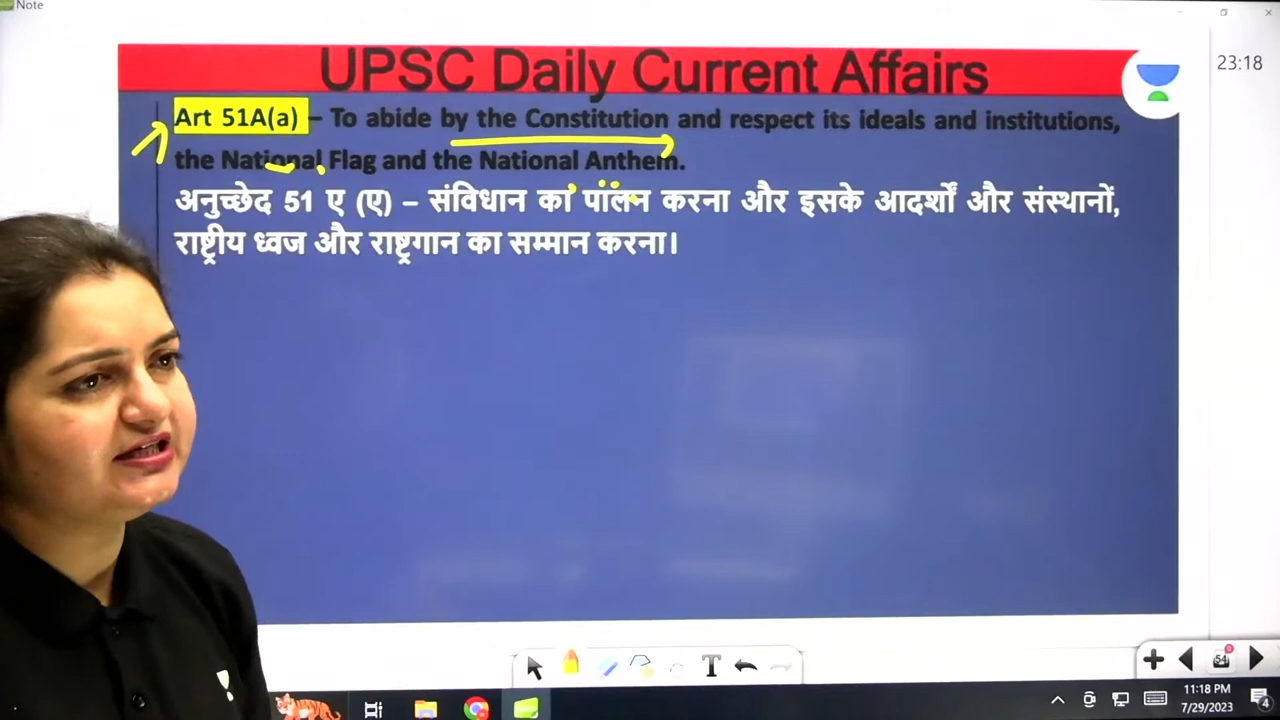 Note
UPSC Daily Current Affairs
23:18
Art 51A(a) – To abide by the Constitution and respect its ideals and institutions,
the National Flag and the National Anthem.
अनुच्छेद 51 ए (ए) – संविधान का पालन करना और इसके आदर्शों और संस्थानों,
राष्ट्रीय ध्वज और राष्ट्रगान का सम्मान करना।
T
54
11:18 PM
7/29/2023
4